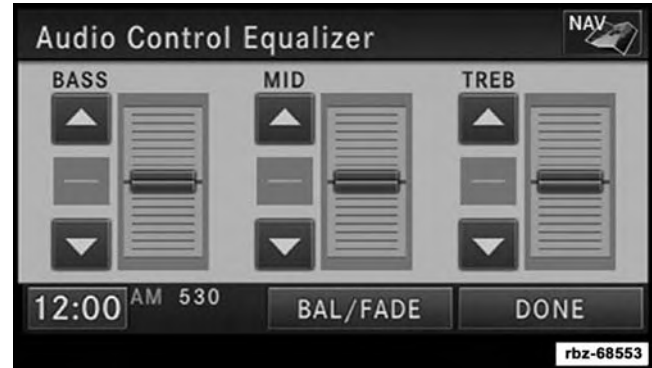 Audio Control Equalizer NAV
BASS MID TREB
12:00 AM 530 BAL/FADE DONE
rbz-68553